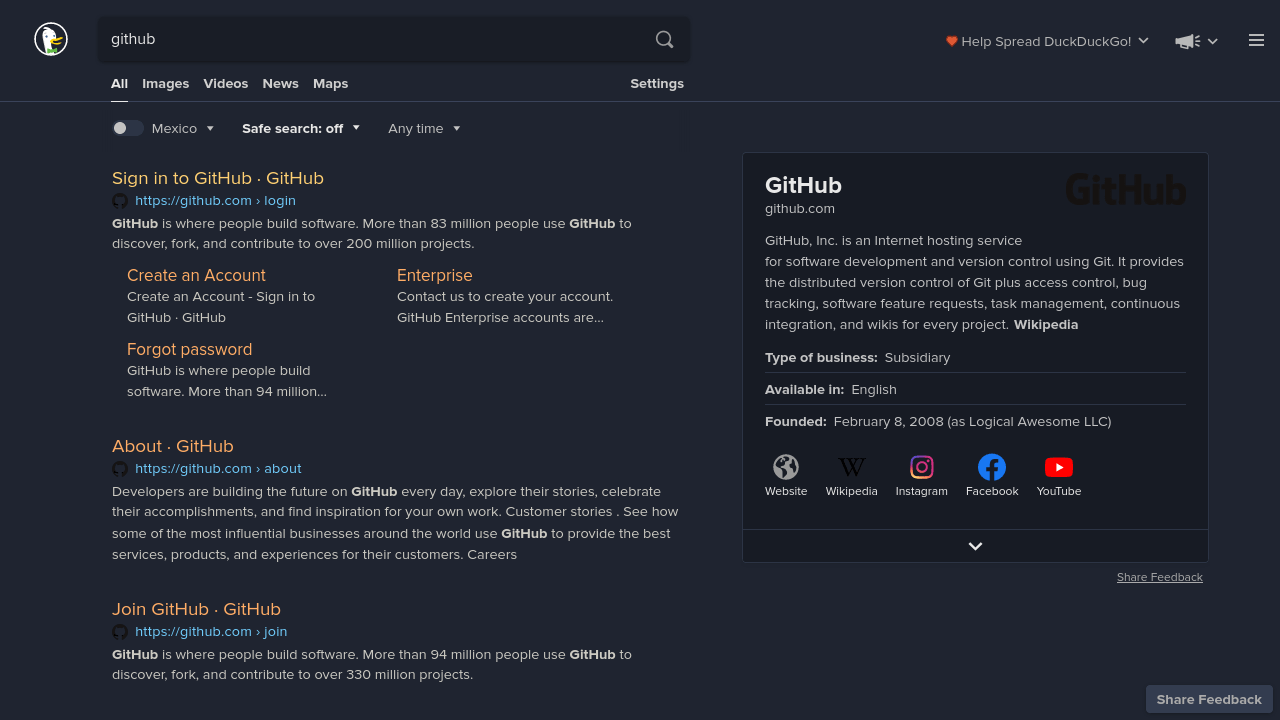 github
Help Spread DuckDuckGo!
All Images Videos News Maps Settings
Mexico Safe search: off Any time
Sign in to GitHub · GitHub
https://github.com › login
GitHub is where people build software. More than 83 million people use GitHub to
discover, fork, and contribute to over 200 million projects.
Create an Account
Create an Account - Sign in to
GitHub · GitHub
Enterprise
Contact us to create your account.
GitHub Enterprise accounts are...
Forgot password
GitHub is where people build
software. More than 94 million...
About · GitHub
https://github.com › about
Developers are building the future on GitHub every day, explore their stories, celebrate
their accomplishments, and find inspiration for your own work. Customer stories . See how
some of the most influential businesses around the world use GitHub to provide the best
services, products, and experiences for their customers. Careers
Join GitHub · GitHub
https://github.com › join
GitHub is where people build software. More than 94 million people use GitHub to
discover, fork, and contribute to over 330 million projects.
GitHub
GitHub
github.com
GitHub, Inc. is an Internet hosting service
for software development and version control using Git. It provides
the distributed version control of Git plus access control, bug
tracking, software feature requests, task management, continuous
integration, and wikis for every project. Wikipedia
Type of business: Subsidiary
Available in: English
Founded: February 8, 2008 (as Logical Awesome LLC)
W
Website Wikipedia Instagram Facebook YouTube
Share Feedback
Share Feedback